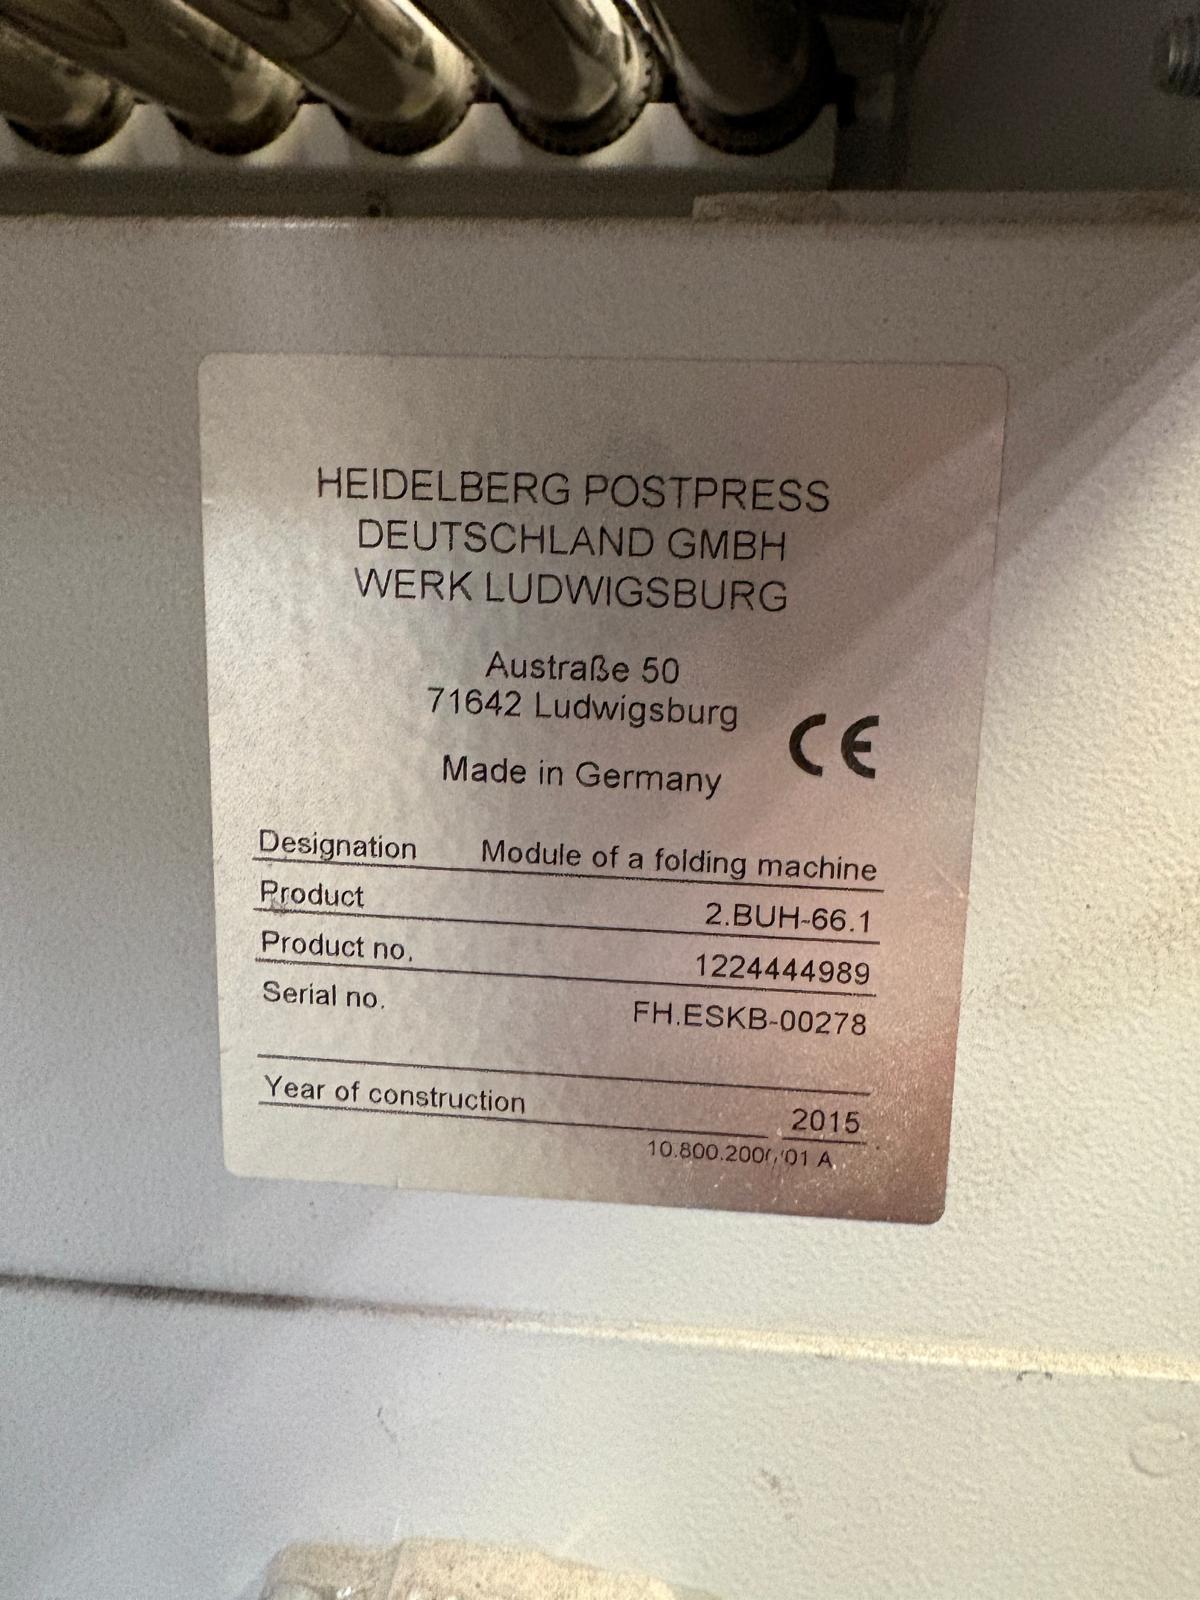 HEIDELBERG POSTPRESS
DEUTSCHLAND GMBH
WERK LUDWIGSBURG
Austraße 50
71642 Ludwigsburg
CE
Made in Germany
Designation Module of a folding machine
Product 2.BUH-66.1
Product no. 1224444989
Serial no. FH.ESKB-00278
Year of construction 2015
A